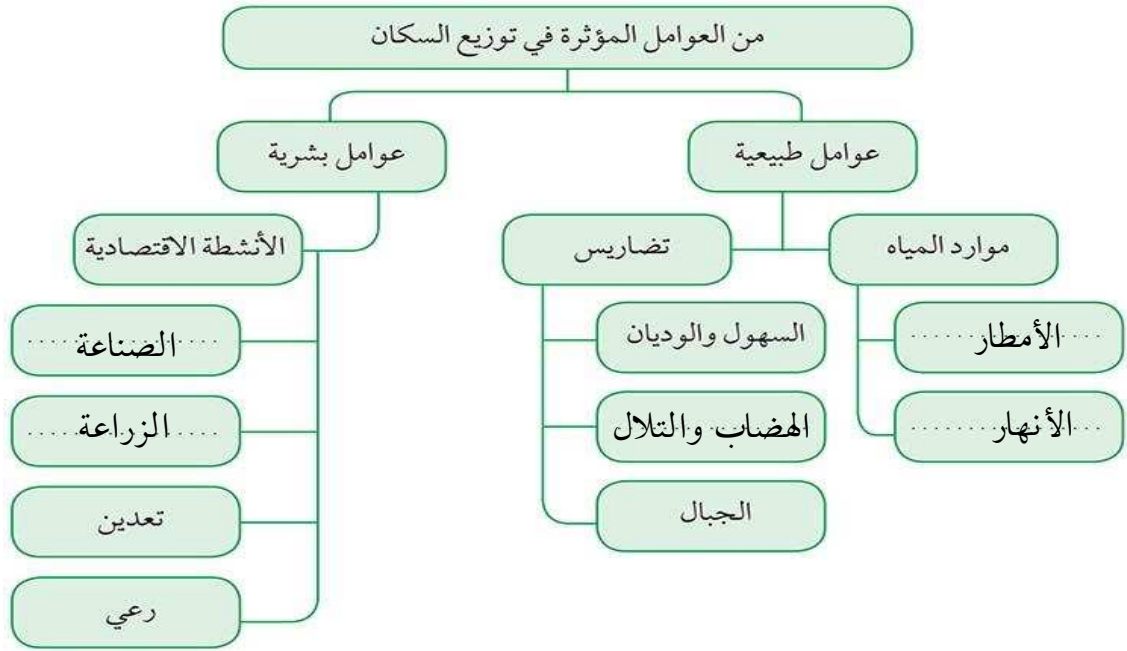 من العوامل المؤثرة في توزيع السكان
عوامل طبيعية
عوامل بشرية
موارد المياه
تضاريس
الأنشطة الاقتصادية
الأمطار
الأنهار
السهول والوديان
الهضاب والتلال
الجبال
الصناعة
الزراعة
تعدين
رعي